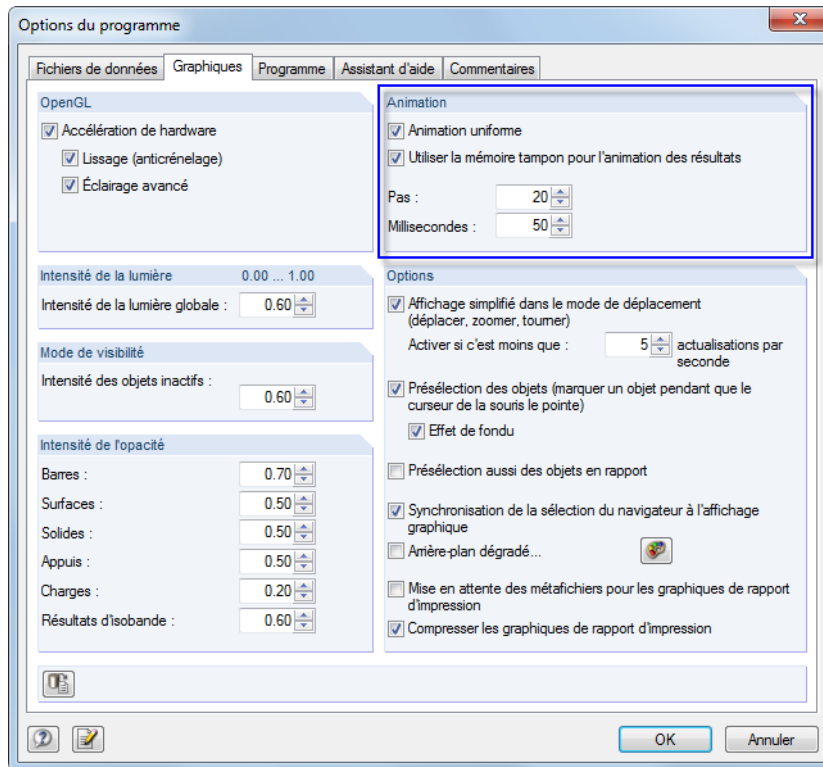 Options du programme
Fichiers de données
Graphiques
Programme
Assistant d'aide
Commentaires
OpenGL
Accélération de hardware
Lissage (anticrénelage)
Éclairage avancé
Animation
Animation uniforme
Utiliser la mémoire tampon pour l'animation des résultats
Pas : 20
Millisecondes : 50
Intensité de la lumière 0.00 ... 1.00
Intensité de la lumière globale : 0.60
Mode de visibilité
Intensité des objets inactifs : 0.60
Intensité de l'opacité
Barres : 0.70
Surfaces : 0.50
Solides : 0.50
Appuis : 0.50
Charges : 0.20
Résultats d'isobande : 0.60
Options
Affichage simplifié dans le mode de déplacement
(déplacer, zoomer, tourner)
Activer si c'est moins que : 5 actualisations par
seconde
Présélection des objets (marquer un objet pendant que le
curseur de la souris le pointe)
Effet de fondu
Présélection aussi des objets en rapport
Synchronisation de la sélection du navigateur à l'affichage
graphique
Arrière-plan dégradé...
Mise en attente des métafichiers pour les graphiques de rapport
d'impression
Compresser les graphiques de rapport d'impression
OK
Annuler